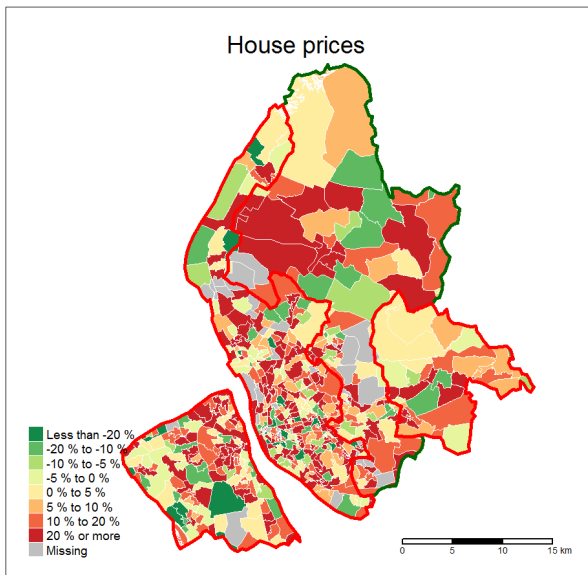 House prices
Less than -20 %
-20 % to -10 %
-10 % to -5 %
-5 % to 0 %
0 % to 5 %
5 % to 10 %
10 % to 20 %
20 % or more
Missing
0 5 10 15 km